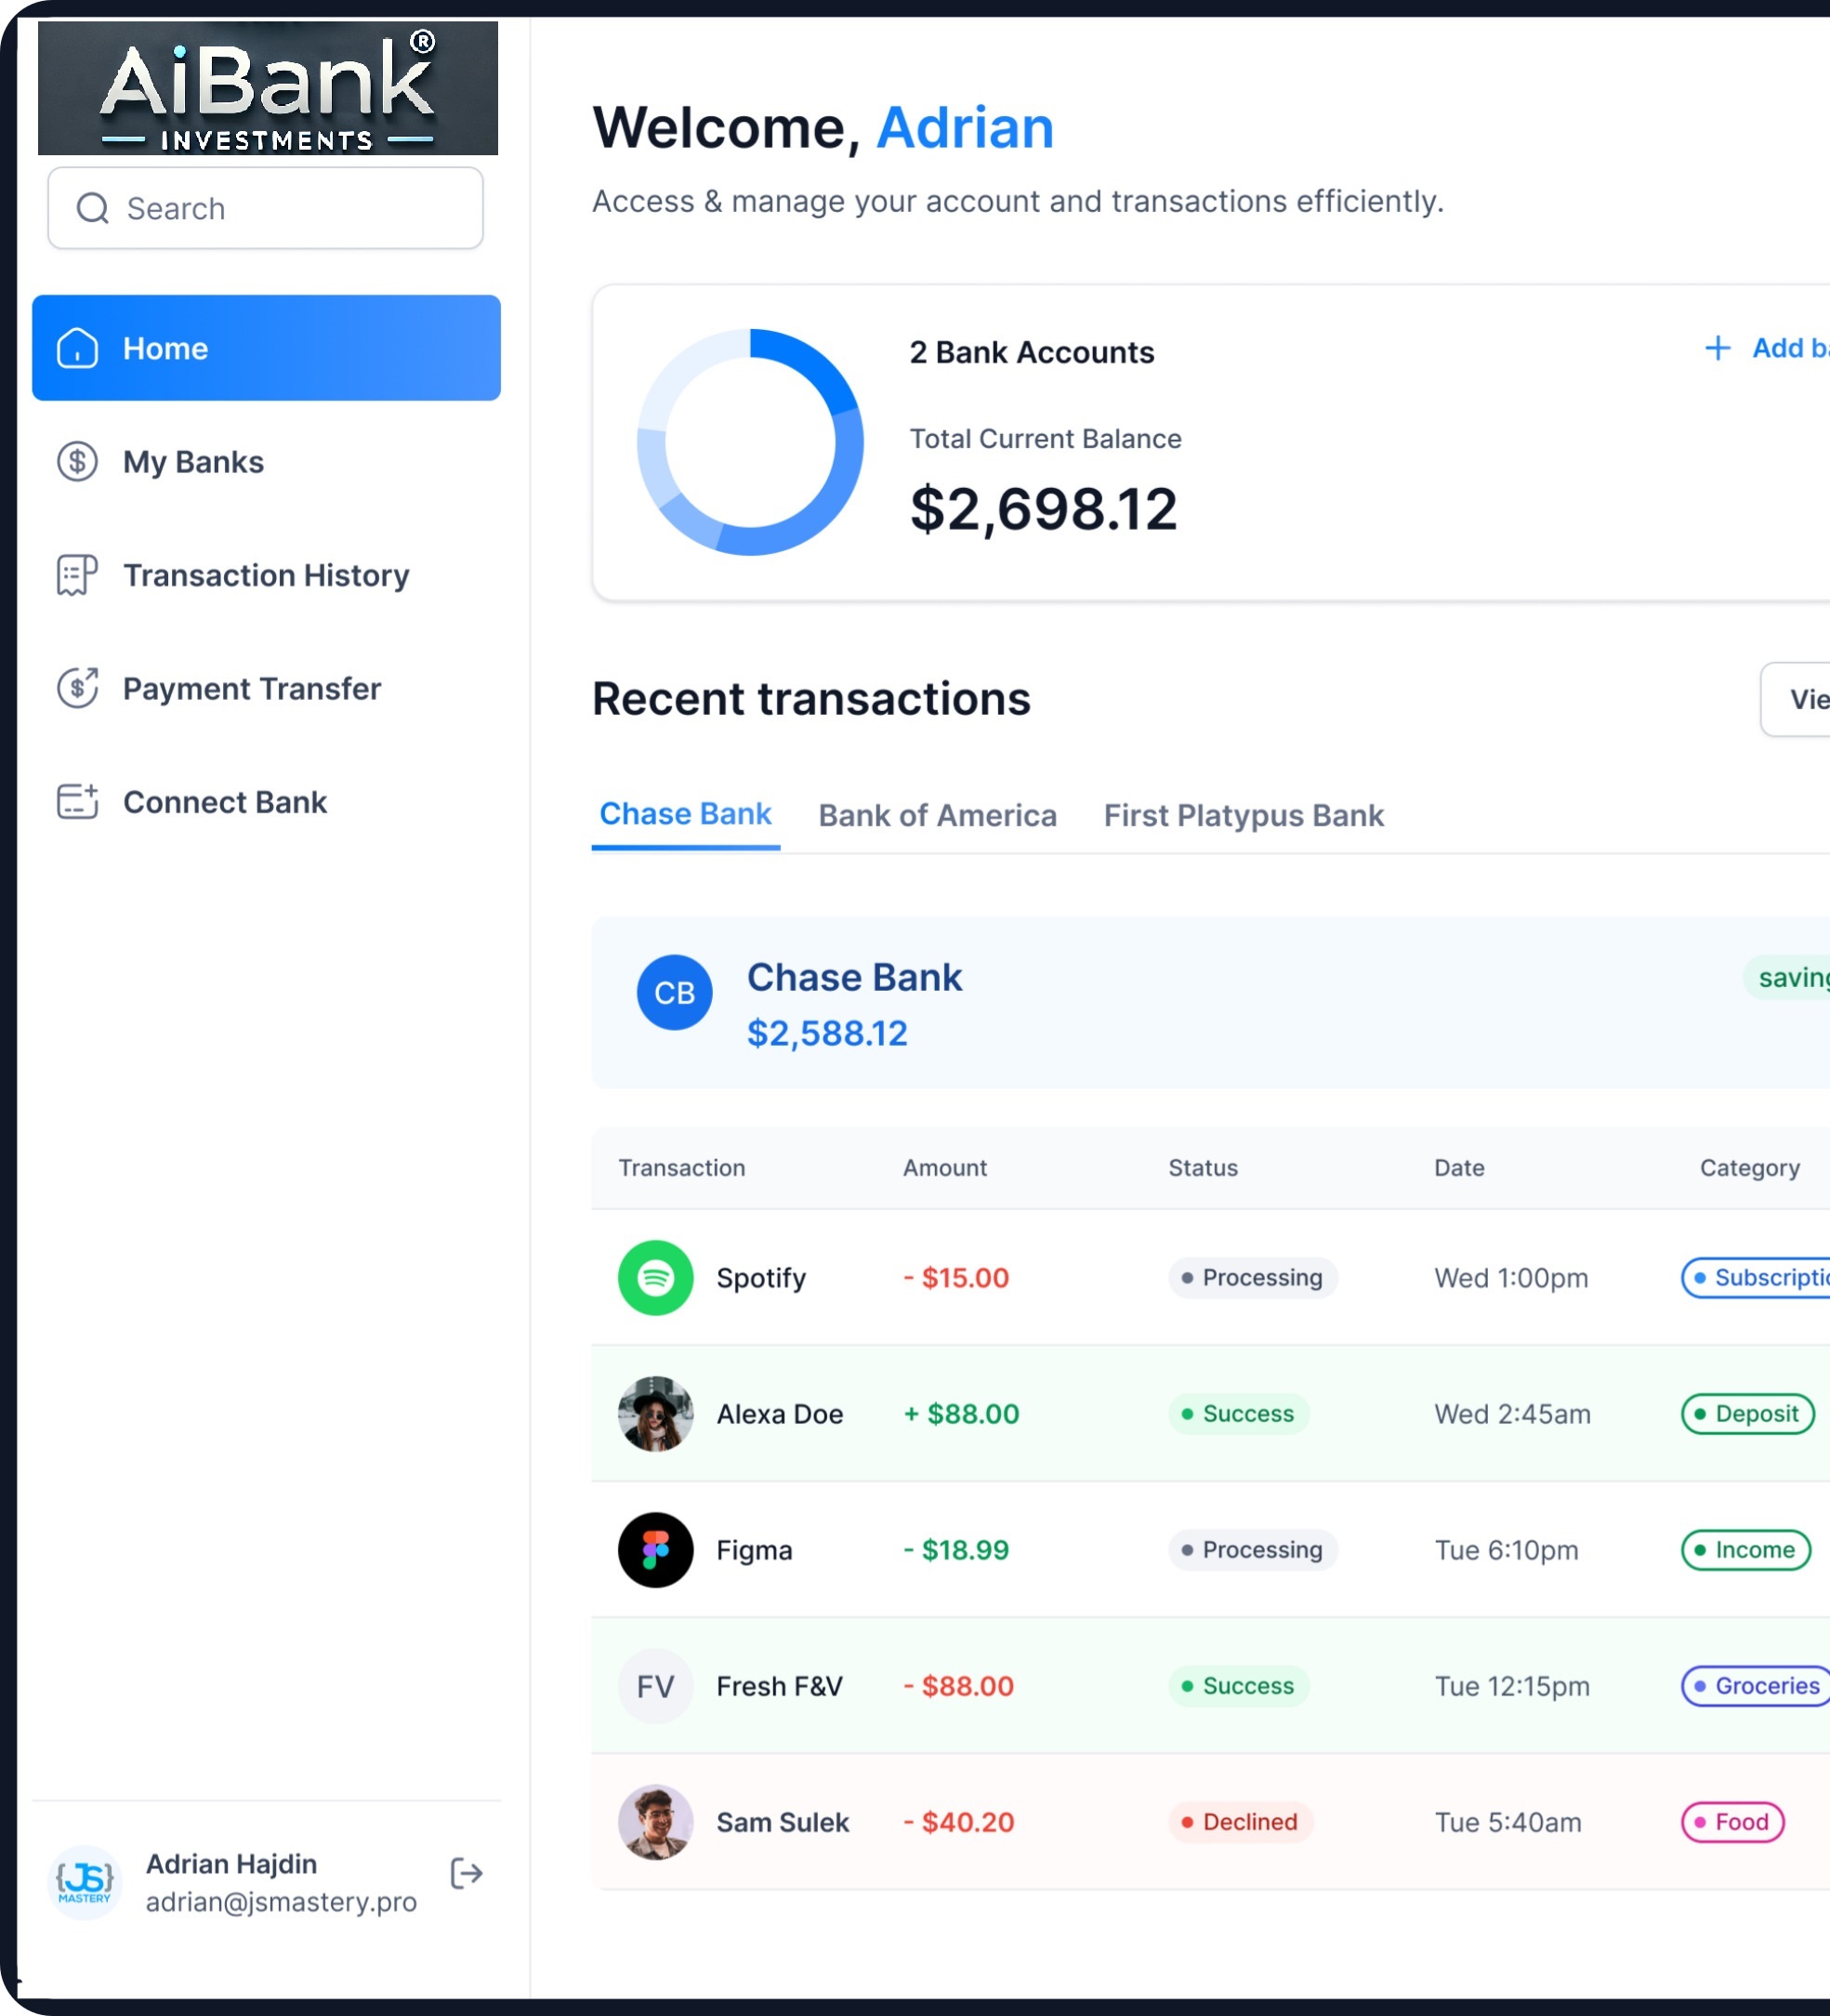 AiBank®
INVESTMENTS
Search
Home
My Banks
Transaction History
Payment Transfer
Connect Bank
Adrian Hajdin
adrian@jsmastery.pro
{JS}
MASTERY
Welcome, Adrian
Access & manage your account and transactions efficiently.
2 Bank Accounts
+ Add ba
Total Current Balance
$2,698.12
Recent transactions
Vie
Chase Bank Bank of America First Platypus Bank
CB
Chase Bank
saving
$2,588.12
Transaction Amount Status Date Category
Spotify - $15.00 Processing Wed 1:00pm Subscriptio
Alexa Doe + $88.00 Success Wed 2:45am Deposit
Figma - $18.99 Processing Tue 6:10pm Income
FV Fresh F&V - $88.00 Success Tue 12:15pm Groceries
Sam Sulek - $40.20 Declined Tue 5:40am Food